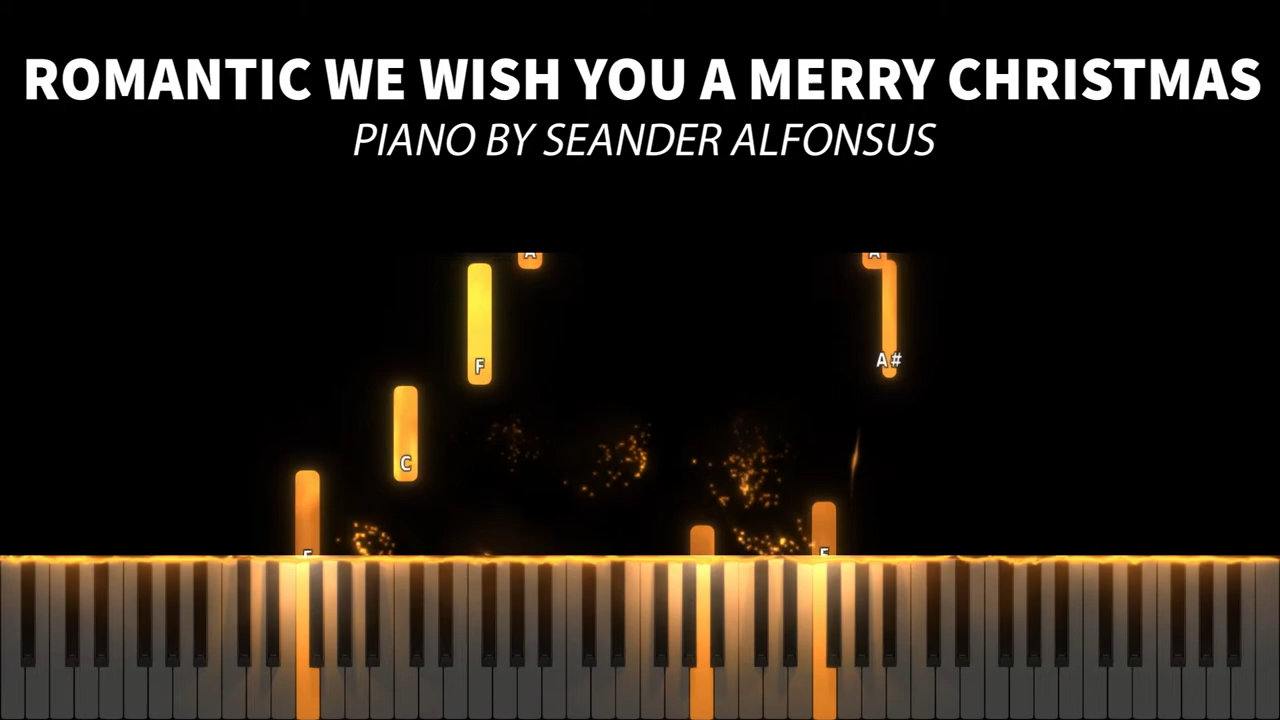 ROMANTIC WE WISH YOU A MERRY CHRISTMAS
PIANO BY SEANDER ALFONSUS
A A
F
A#
C
F F